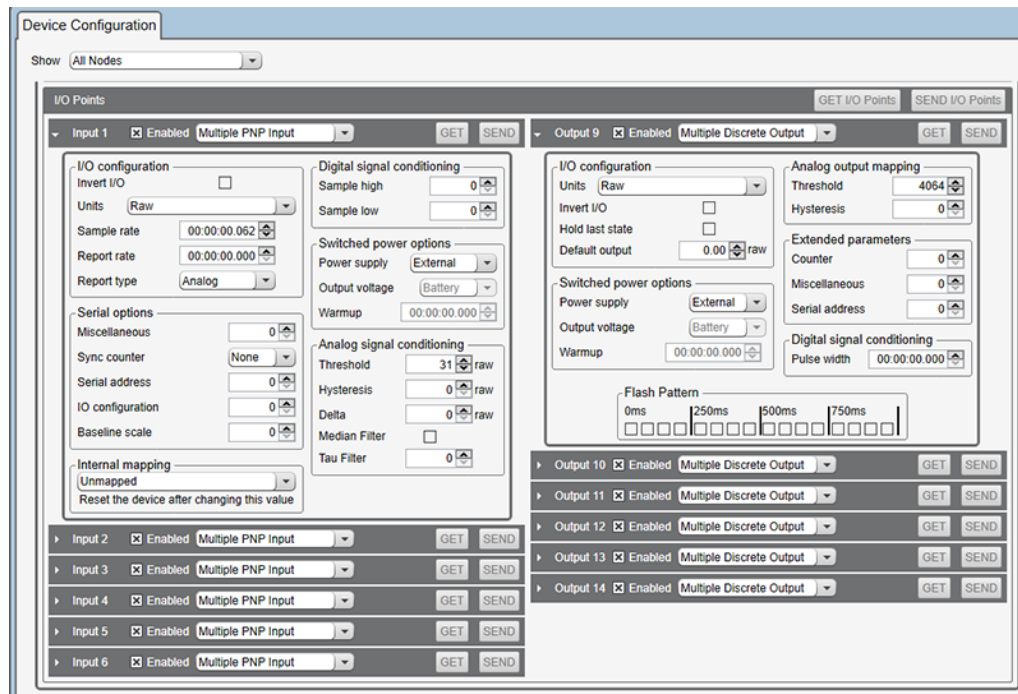 Device Configuration
Show All Nodes
I/O Points GET I/O Points SEND I/O Points
Input 1 Enabled Multiple PNP Input GET SEND
I/O configuration
Invert I/O
Units Raw
Sample rate 00:00:00.062
Report rate 00:00:00.000
Report type Analog
Serial options
Miscellaneous 0
Sync counter None
Serial address 0
IO configuration 0
Baseline scale 0
Internal mapping
Unmapped
Reset the device after changing this value
Digital signal conditioning
Sample high 0
Sample low 0
Switched power options
Power supply External
Output voltage Battery
Warmup 00:00:00.000
Analog signal conditioning
Threshold 31 raw
Hysteresis 0 raw
Delta 0 raw
Median Filter
Tau Filter 0
Input 2 Enabled Multiple PNP Input GET SEND
Input 3 Enabled Multiple PNP Input GET SEND
Input 4 Enabled Multiple PNP Input GET SEND
Input 5 Enabled Multiple PNP Input GET SEND
Input 6 Enabled Multiple PNP Input GET SEND
Output 9 Enabled Multiple Discrete Output GET SEND
I/O configuration
Units Raw
Invert I/O
Hold last state
Default output 0.00 raw
Switched power options
Power supply External
Output voltage Battery
Warmup 00:00:00.000
Analog output mapping
Threshold 4064
Hysteresis 0
Extended parameters
Counter 0
Miscellaneous 0
Serial address 0
Digital signal conditioning
Pulse width 00:00:00.000
Flash Pattern
0ms 250ms 500ms 750ms
Output 10 Enabled Multiple Discrete Output GET SEND
Output 11 Enabled Multiple Discrete Output GET SEND
Output 12 Enabled Multiple Discrete Output GET SEND
Output 13 Enabled Multiple Discrete Output GET SEND
Output 14 Enabled Multiple Discrete Output GET SEND